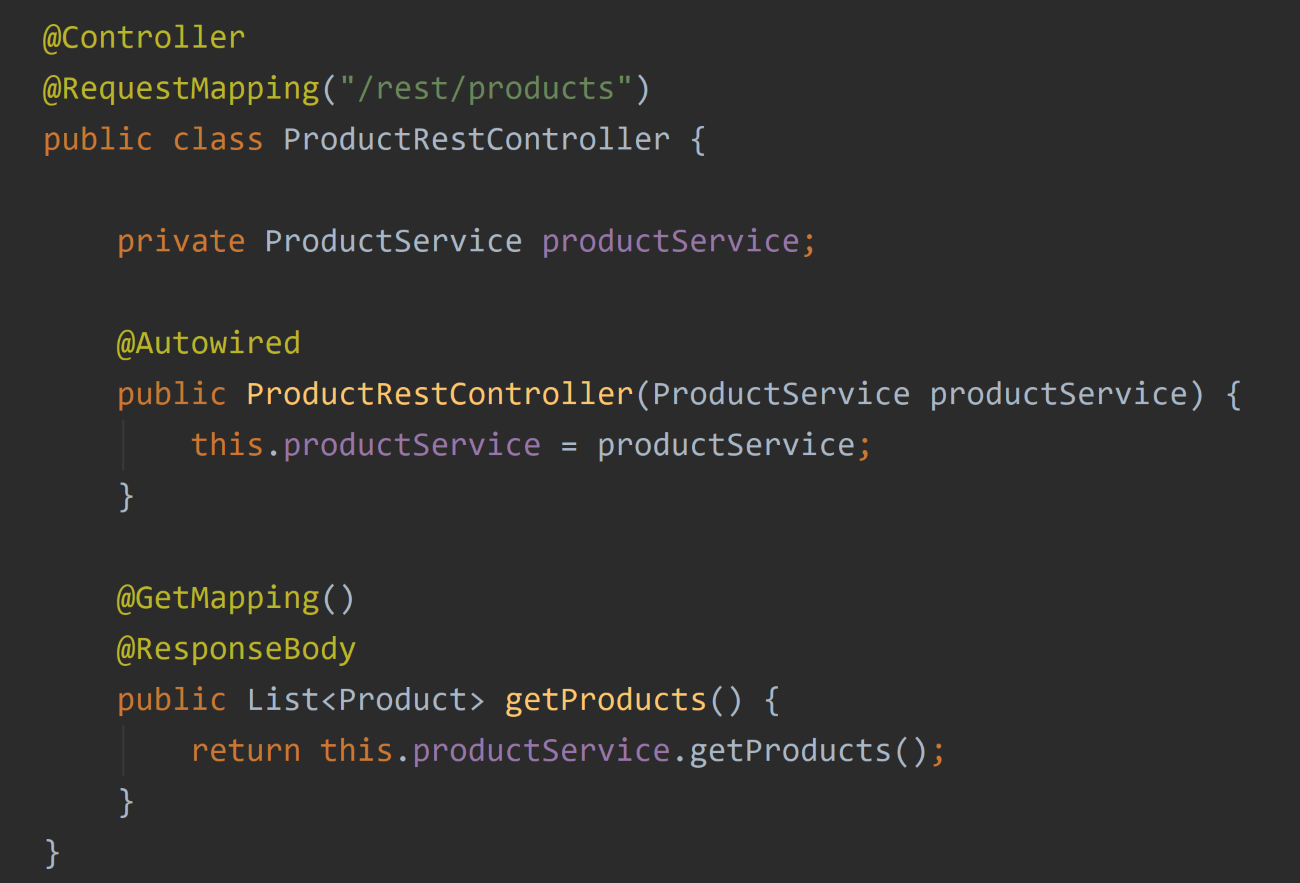 @Controller
@RequestMapping("/rest/products")
public class ProductRestController {
private ProductService productService;
@Autowired
public ProductRestController(ProductService productService) {
this.productService = productService;
}
@GetMapping()
@ResponseBody
public List<Product> getProducts() {
return this.productService.getProducts();
}
}